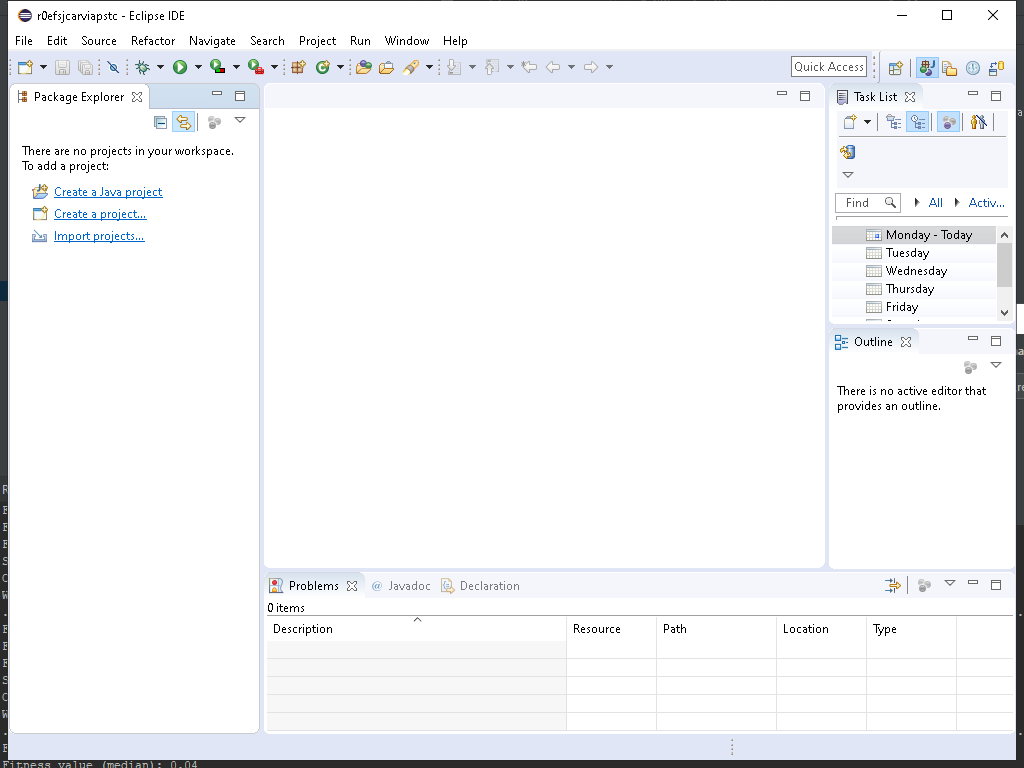 r0efsjcarviapstc - Eclipse IDE
File Edit Source Refactor Navigate Search Project Run Window Help
Quick Access
Package Explorer
There are no projects in your workspace.
To add a project:
Create a Java project
Create a project...
Import projects...
Task List
Find All Activ...
Monday - Today
Tuesday
Wednesday
Thursday
Friday
Outline
There is no active editor that
provides an outline.
Problems @ Javadoc Declaration
0 items
Description Resource Path Location Type
Fitness value (median): 0.04